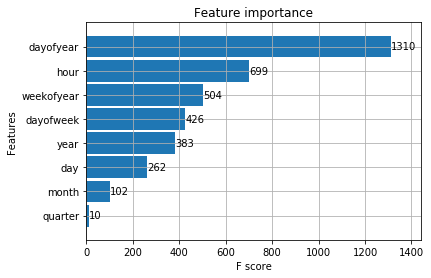 Feature importance
dayofyear 1310
hour 699
weekofyear 504
dayofweek 426
year 383
day 262
month 102
quarter 10
Features
0 200 400 600 800 1000 1200 1400
F score